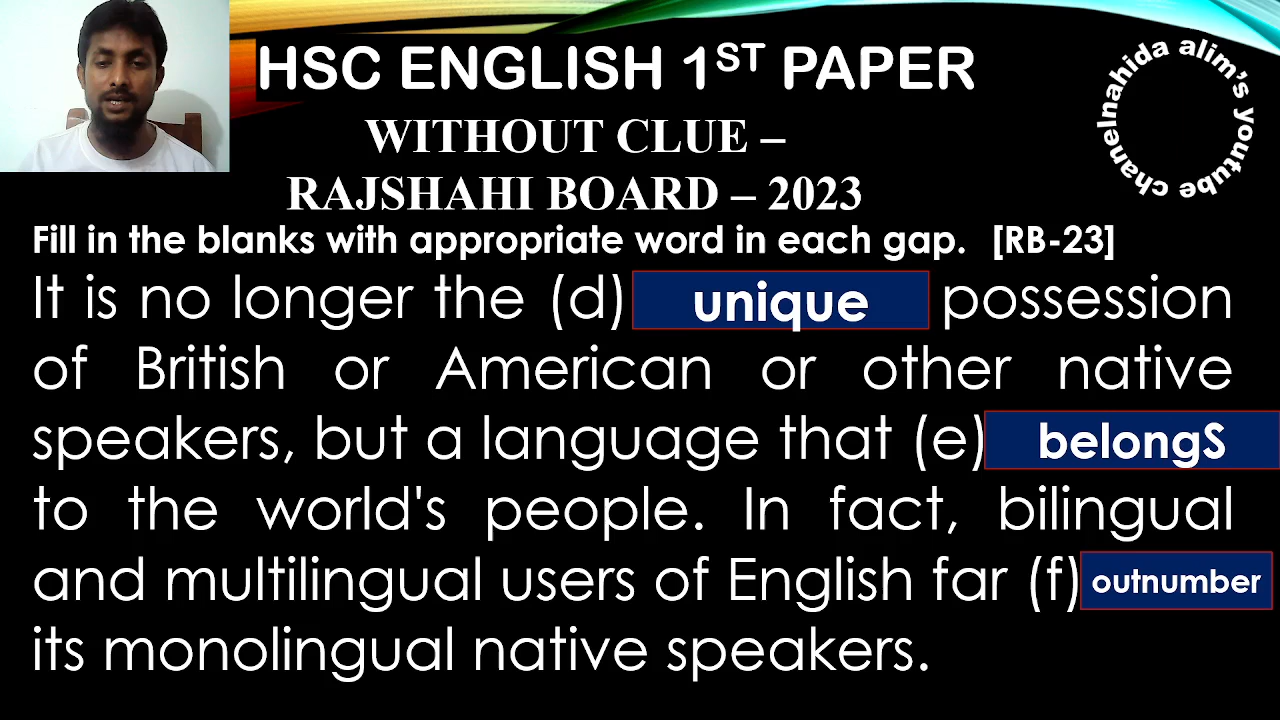 HSC ENGLISH 1ST PAPER
nahida alim's youtube chanel
WITHOUT CLUE –
RAJSHAHI BOARD – 2023
Fill in the blanks with appropriate word in each gap. [RB-23]
It is no longer the (d) unique possession
of British or American or other native
speakers, but a language that (e) belongS
to the world's people. In fact, bilingual
and multilingual users of English far (f) outnumber
its monolingual native speakers.